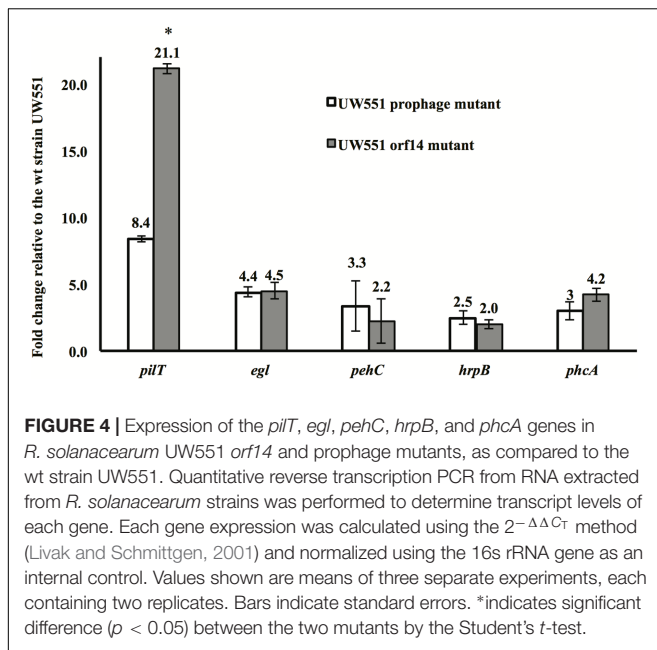 *
21.1
20.0
UW551 prophage mutant
15.0
UW551 orf14 mutant
Fold change relative to the wt strain UW551
10.0
8.4
5.0
4.4
4.5
3.3
2.2
2.5
2.0
3
4.2
0.0
pilT
egl
pehC
hrpB
phcA
FIGURE 4 | Expression of the pilT, egl, pehC, hrpB, and phcA genes in
R. solanacearum UW551 orf14 and prophage mutants, as compared to the
wt strain UW551. Quantitative reverse transcription PCR from RNA extracted
from R. solanacearum strains was performed to determine transcript levels of
each gene. Each gene expression was calculated using the 2−ΔΔCT method
(Livak and Schmittgen, 2001) and normalized using the 16s rRNA gene as an
internal control. Values shown are means of three separate experiments, each
containing two replicates. Bars indicate standard errors. *indicates significant
difference (p < 0.05) between the two mutants by the Student's t-test.